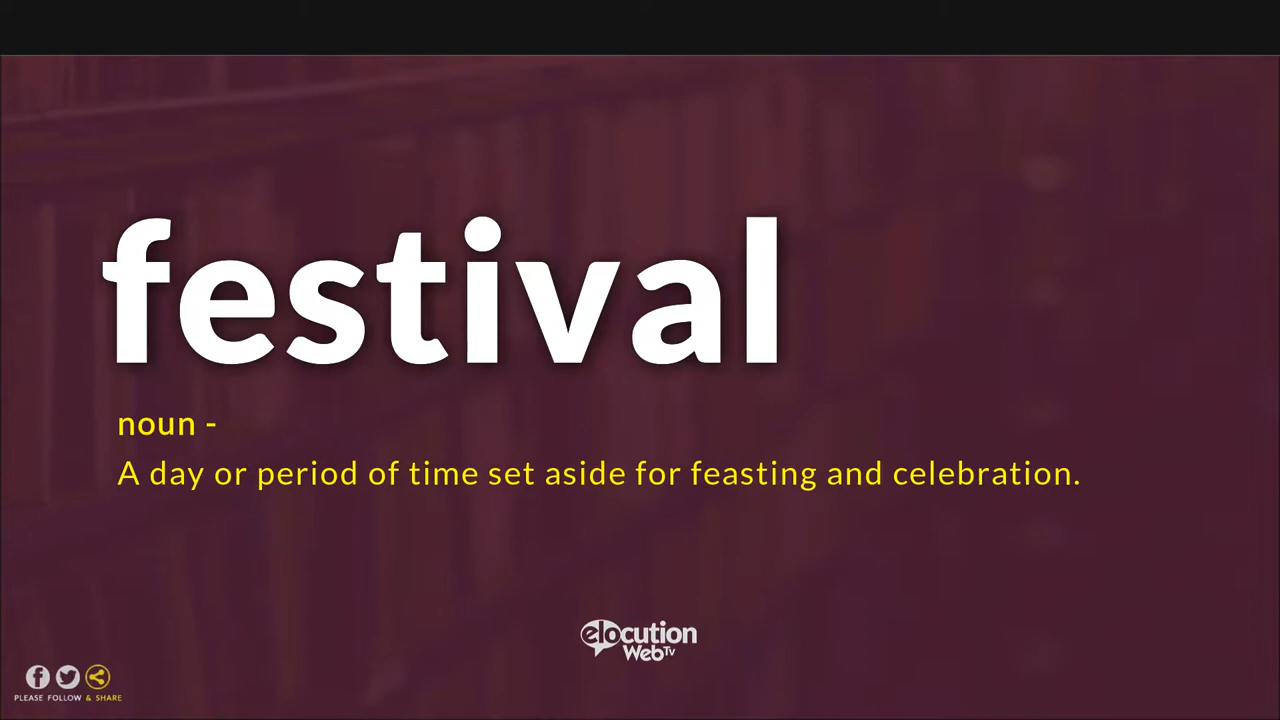 festival
noun -
A day or period of time set aside for feasting and celebration.
elocution
WebTv
PLEASE FOLLOW & SHARE